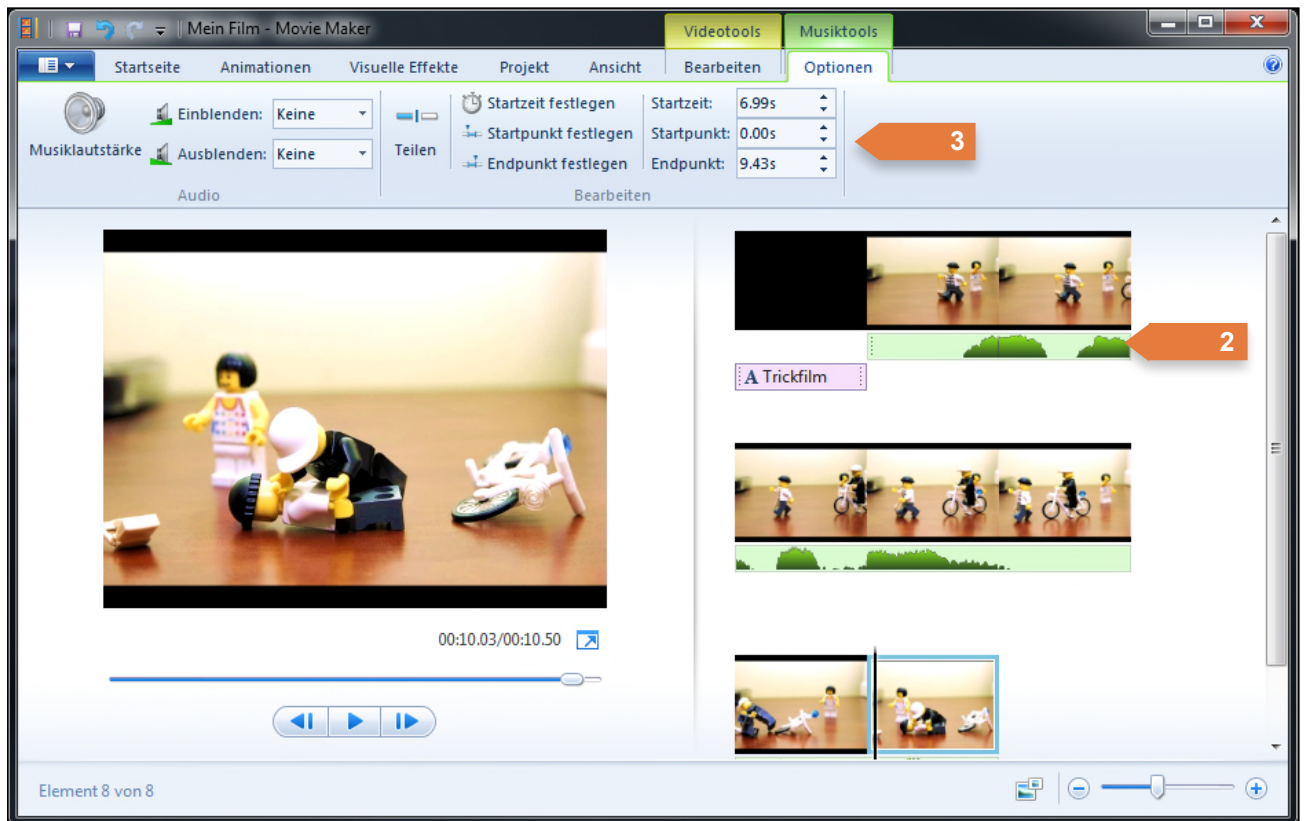 Mein Film - Movie Maker
Videotools
Musiktools
Startseite
Animationen
Visuelle Effekte
Projekt
Ansicht
Bearbeiten
Optionen
Musiklautstärke
Einblenden: Keine
Ausblenden: Keine
Audio
Teilen
Startzeit festlegen
Startpunkt festlegen
Endpunkt festlegen
Startzeit: 6.99s
Startpunkt: 0.00s
Endpunkt: 9.43s
Bearbeiten
3
2
A Trickfilm
00:10.03/00:10.50
Element 8 von 8